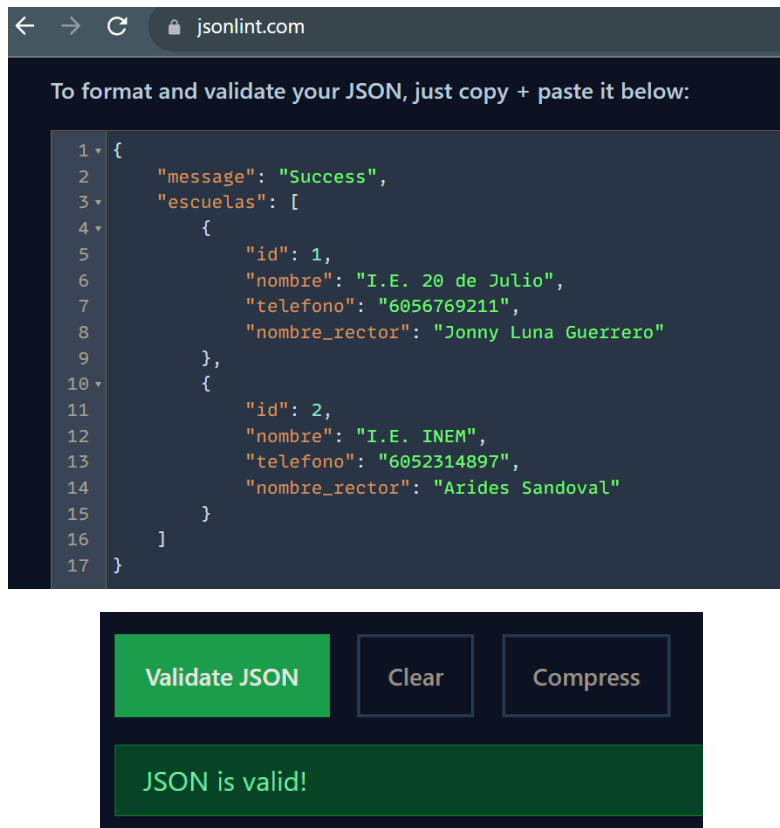 jsonlint.com
To format and validate your JSON, just copy + paste it below:
1 {
2 "message": "Success",
3 "escuelas": [
4 {
5 "id": 1,
6 "nombre": "I.E. 20 de Julio",
7 "telefono": "6056769211",
8 "nombre_rector": "Jonny Luna Guerrero"
9 },
10 {
11 "id": 2,
12 "nombre": "I.E. INEM",
13 "telefono": "6052314897",
14 "nombre_rector": "Arides Sandoval"
15 }
16 ]
17 }
Validate JSON Clear Compress
JSON is valid!